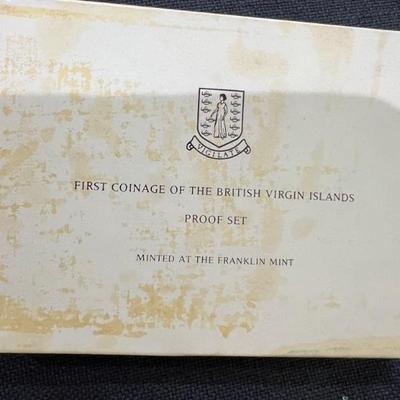 VIGILATE
FIRST COINAGE OF THE BRITISH VIRGIN ISLANDS
PROOF SET
MINTED AT THE FRANKLIN MINT